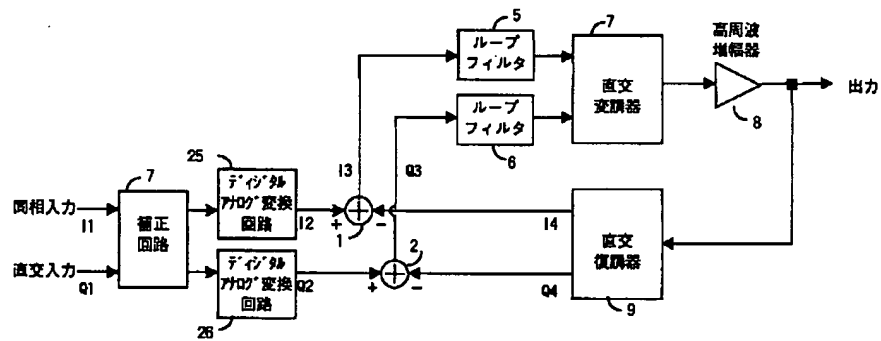 5
ループ
フィルタ
7
直交
変調器
高周波
増幅器
8
出力
ループ
フィルタ
6
I3
Q3
25
ディジタル
アナログ変換
回路
7
同相入力
I1
補正
回路
I2
+
-
1
I4
直交
復調器
9
直交入力
Q1
ディジタル
アナログ変換
回路
26
Q2
+
-
2
Q4